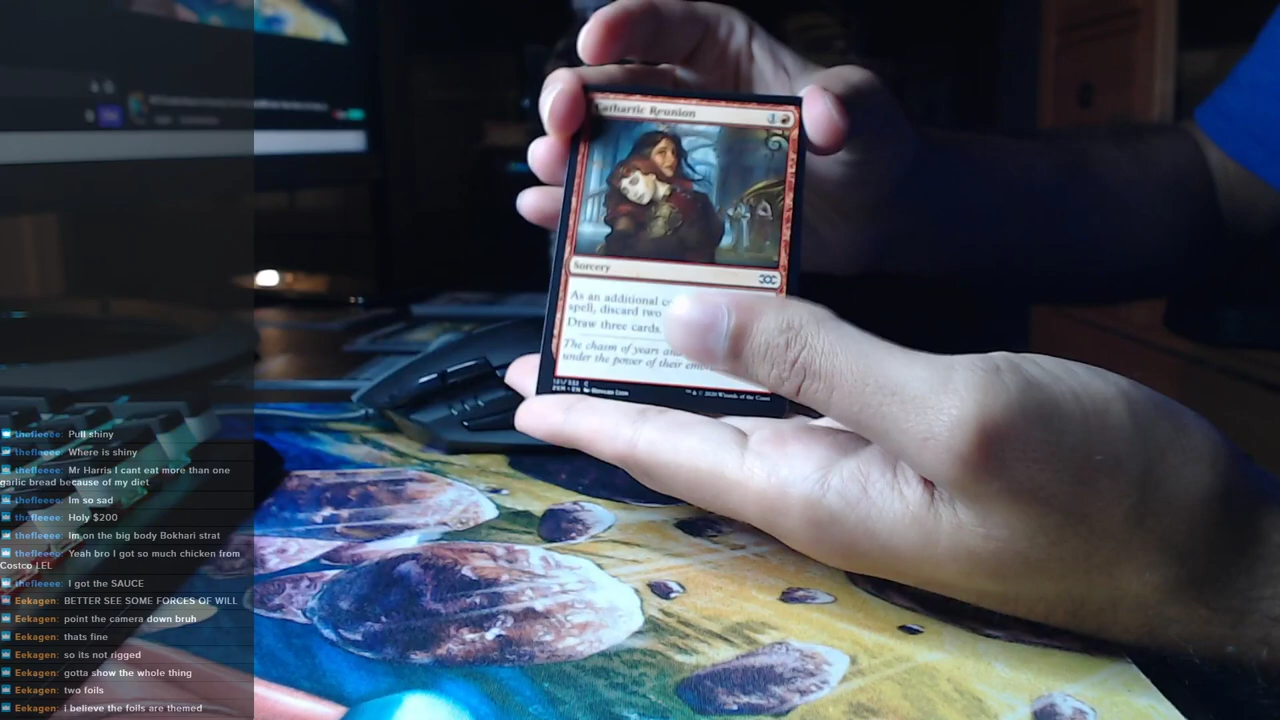 Cathartic Reunion 1
Sorcery
As an additional
spell, discard two
Draw three cards.
The charm of years
under the power of their
™ & © 2020 Wizards of the Coast
thefleeee: Pull shiny
thefleeee: Where is shiny
thefleeee: Mr Harris I cant eat more than one
garlic bread because of my diet
thefleeee: Im so sad
thefleeee: Holy $200
thefleeee: Im on the big body Bokhari strat
thefleeee: Yeah bro I got so much chicken from
Costco LEL
thefleeee: I got the SAUCE
Eekagen: BETTER SEE SOME FORCES OF WILL
Eekagen: point the camera down bruh
Eekagen: thats fine
Eekagen: so its not rigged
Eekagen: gotta show the whole thing
Eekagen: two foils
Eekagen: i believe the foils are themed